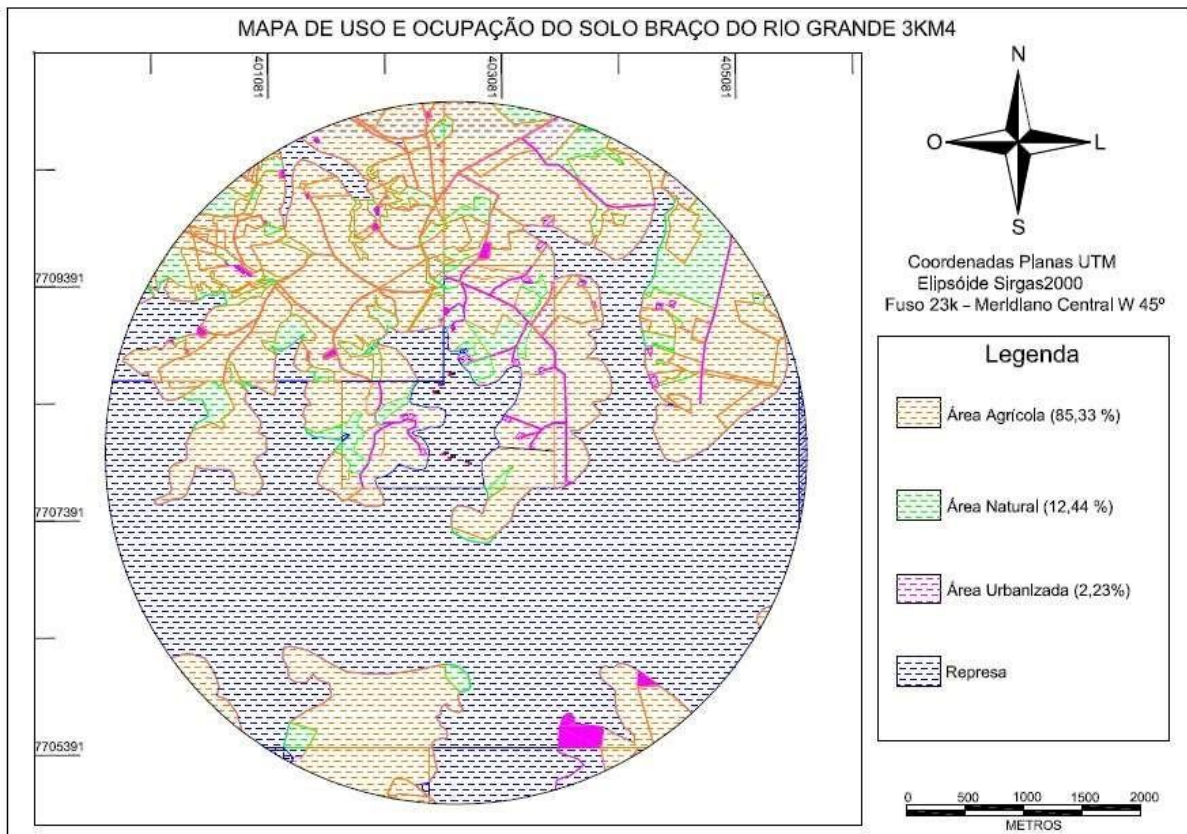 MAPA DE USO E OCUPAÇÃO DO SOLO BRAÇO DO RIO GRANDE 3KM4
401081
403081
405081
7709391
7707391
7705391
N
O
L
S
Coordenadas Planas UTM
Elipsóide Sirgas2000
Fuso 23k - Meridiano Central W 45º
Legenda
Área Agrícola (85,33 %)
Área Natural (12,44 %)
Área Urbanizada (2,23%)
Represa
0 500 1000 1500 2000
METROS